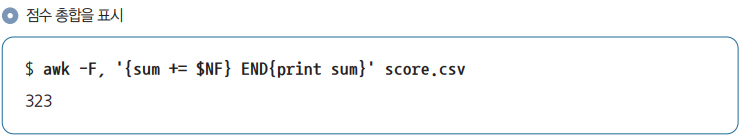 점수 총합을 표시
$ awk -F, '{sum += $NF} END{print sum}' score.csv
323